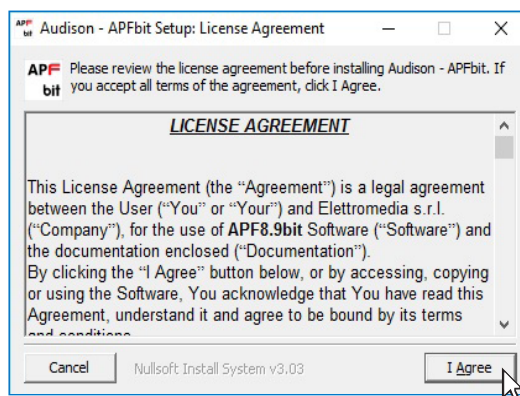 APF bit Audison - APFbit Setup: License Agreement
APF
bit
Please review the license agreement before installing Audison - APFbit. If
you accept all terms of the agreement, click I Agree.
LICENSE AGREEMENT
This License Agreement (the “Agreement”) is a legal agreement
between the User (“You” or “Your”) and Elettromedia s.r.l.
(“Company”), for the use of APF8.9bit Software (“Software”) and
the documentation enclosed (“Documentation”).
By clicking the “I Agree” button below, or by accessing, copying
or using the Software, You acknowledge that You have read this
Agreement, understand it and agree to be bound by its terms
and conditions.
Cancel
Nullsoft Install System v3.03
I Agree